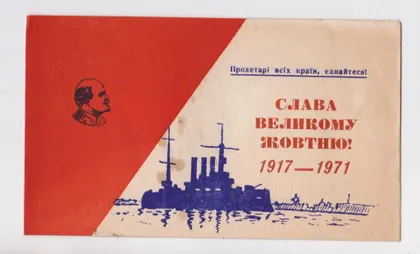 Пролетарі всіх країн, єднайтеся!
СЛАВА
ВЕЛИКОМУ
ЖОВТНЮ!
1917—1971